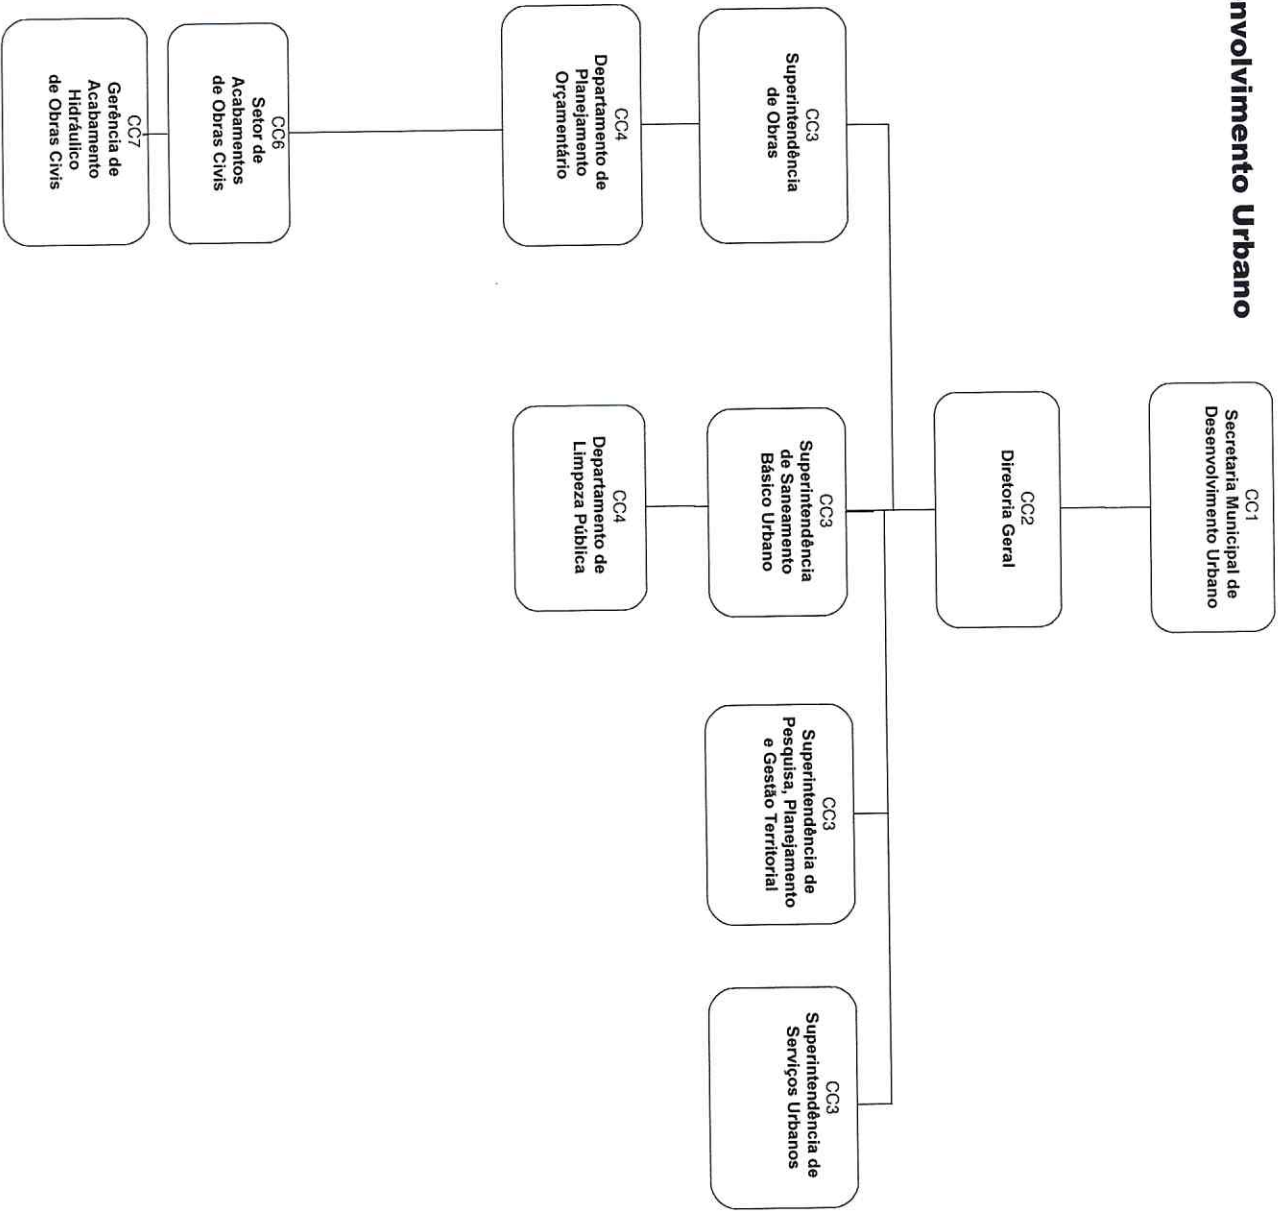 nvolvimento Urbano
CC1
Secretaria Municipal de
Desenvolvimento Urbano
CC2
Diretoria Geral
CC3
Superintendência
de Obras
CC3
Superintendência
de Saneamento
Básico Urbano
CC3
Superintendência de
Pesquisa, Planejamento
e Gestão Territorial
CC3
Superintendência de
Serviços Urbanos
CC4
Departamento de
Planejamento
Orçamentário
CC4
Departamento de
Limpeza Pública
CC6
Setor de
Acabamentos
de Obras Civis
CC7
Gerência de
Acabamento
Hidráulico
de Obras Civis